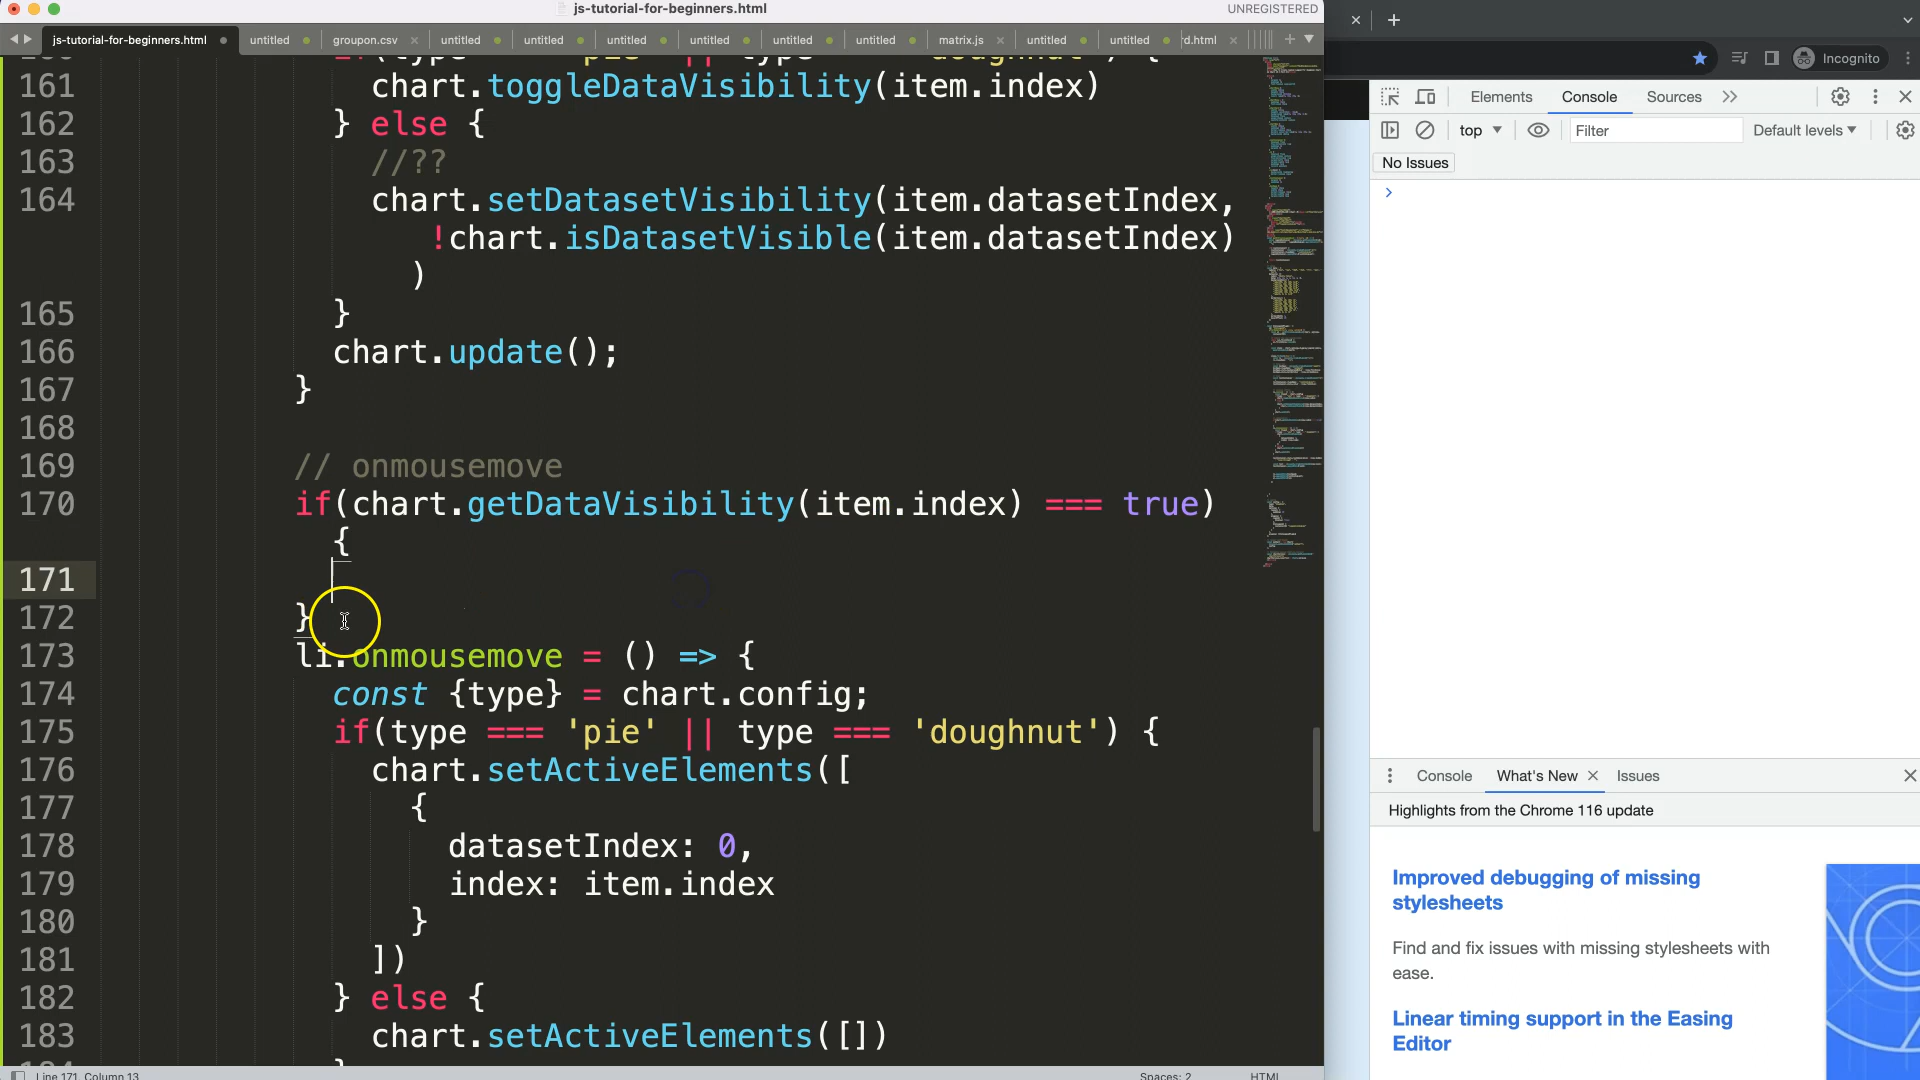 js-tutorial-for-beginners.html
UNREGISTERED
js-tutorial-for-beginners.html untitled groupon.csv untitled untitled untitled untitled untitled untitled matrix.js untitled untitled d.html
161 chart.toggleDataVisibility(item.index)
162 } else {
163 //??
164 chart.setDatasetVisibility(item.datasetIndex,
!chart.isDatasetVisible(item.datasetIndex)
)
165 }
166 chart.update();
167 }
168
169 // onmousemove
170 if(chart.getDataVisibility(item.index) === true)
{
171
172 }
173 li.onmousemove = () => {
174 const {type} = chart.config;
175 if(type === 'pie' || type === 'doughnut') {
176 chart.setActiveElements([
177 {
178 datasetIndex: 0,
179 index: item.index
180 }
181 ])
182 } else {
183 chart.setActiveElements([])
Line 171, Column 13
Spaces: 2
HTML
Incognito
Elements Console Sources
top Filter Default levels
No Issues
Console What's New Issues
Highlights from the Chrome 116 update
Improved debugging of missing
stylesheets
Find and fix issues with missing stylesheets with
ease.
Linear timing support in the Easing
Editor